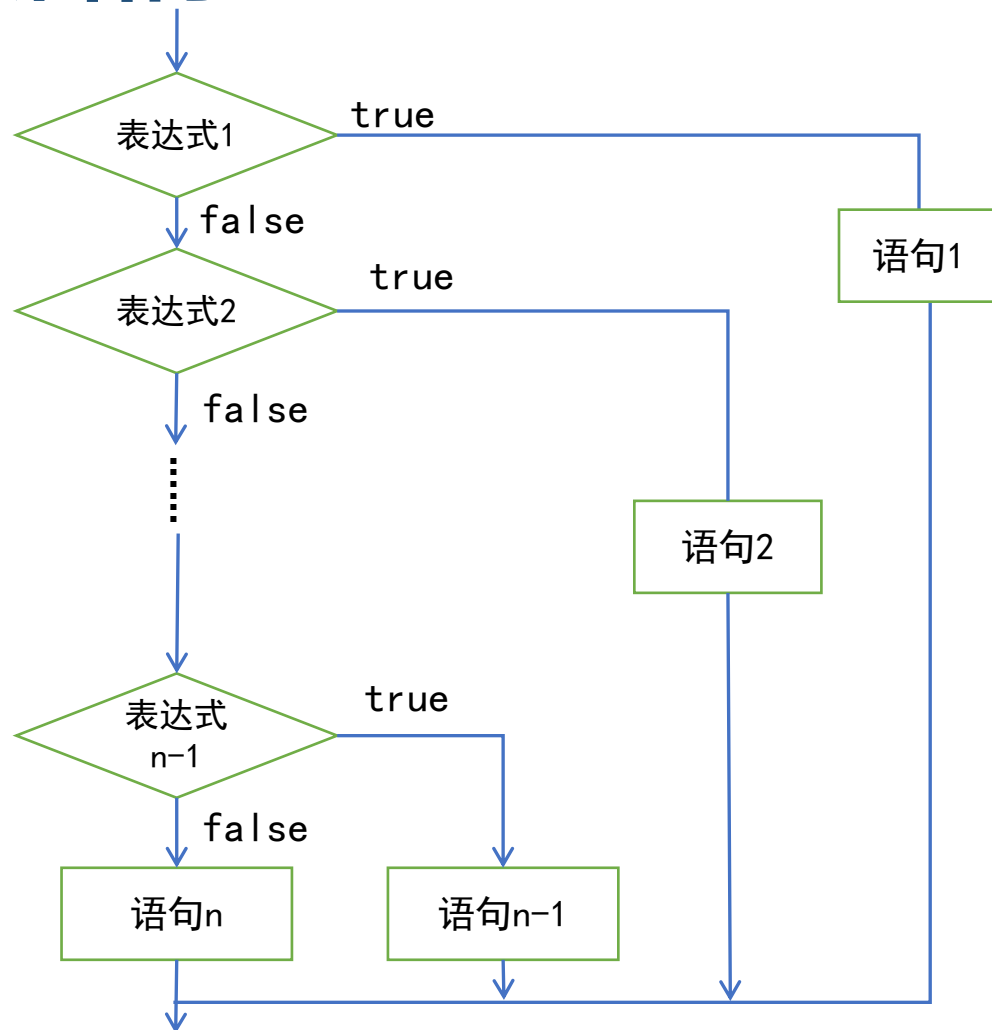 表达式1
true
false
语句1
表达式2
true
false
语句2
表达式
n-1
true
false
语句n
语句n-1